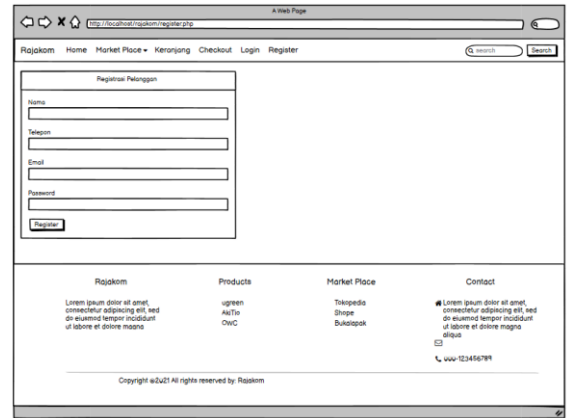 A Web Page
http://localhost/rajakom/register.php
Rajakom Home Market Place Keranjang Checkout Login Register search Search
Registrasi Pelanggan
Nama
Telepon
Email
Password
Register
Rajakom
Lorem ipsum dolor sit amet,
consectetur adipiscing elit, sed
do eiusmod tempor incididunt
ut labore et dolore magna
Products
ugreen
AkiTio
OWC
Market Place
Tokopedia
Shope
Bukalapak
Contact
Lorem ipsum dolor sit amet,
consectetur adipiscing elit, sed
do eiusmod tempor incididunt
ut labore et dolore magna
aliqua
000-123456789
Copyright @2021 All rights reserved by: Rajakom